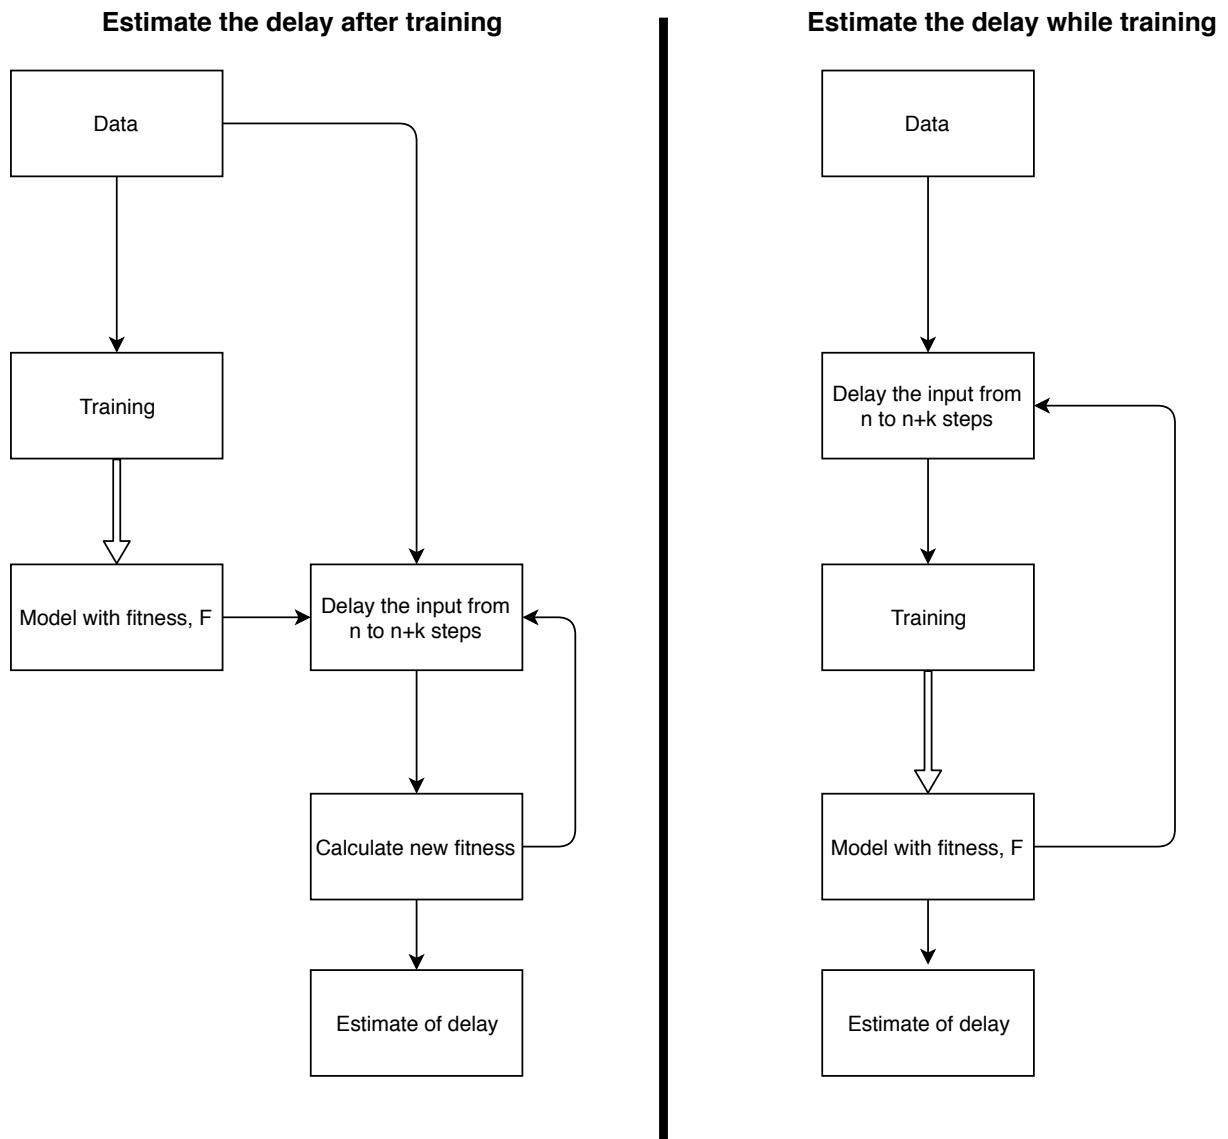 Estimate the delay after training
Data
Training
Model with fitness, F
Delay the input from
n to n+k steps
Calculate new fitness
Estimate of delay
Estimate the delay while training
Data
Delay the input from
n to n+k steps
Training
Model with fitness, F
Estimate of delay